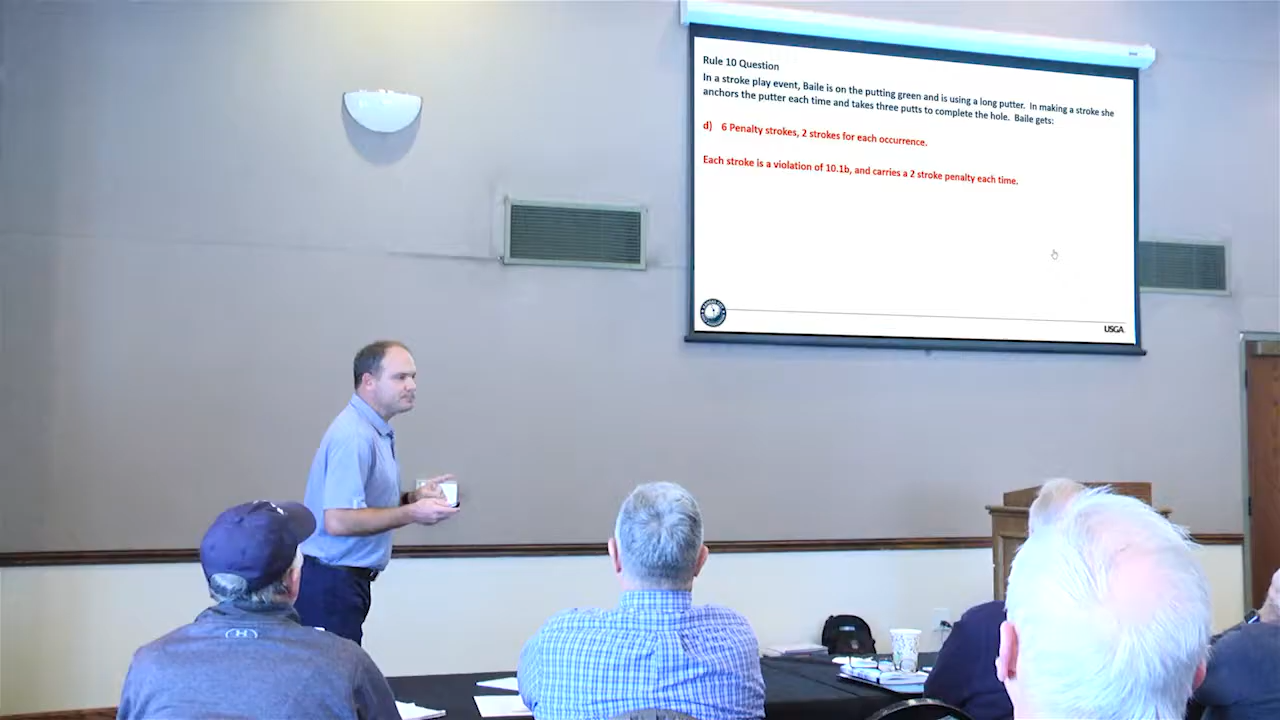 Rule 10 Question
In a stroke play event, Baile is on the putting green and is using a long putter. In making a stroke she
anchors the putter each time and takes three putts to complete the hole. Baile gets:
d) 6 Penalty strokes, 2 strokes for each occurrence.
Each stroke is a violation of 10.1b, and carries a 2 stroke penalty each time.
USGA